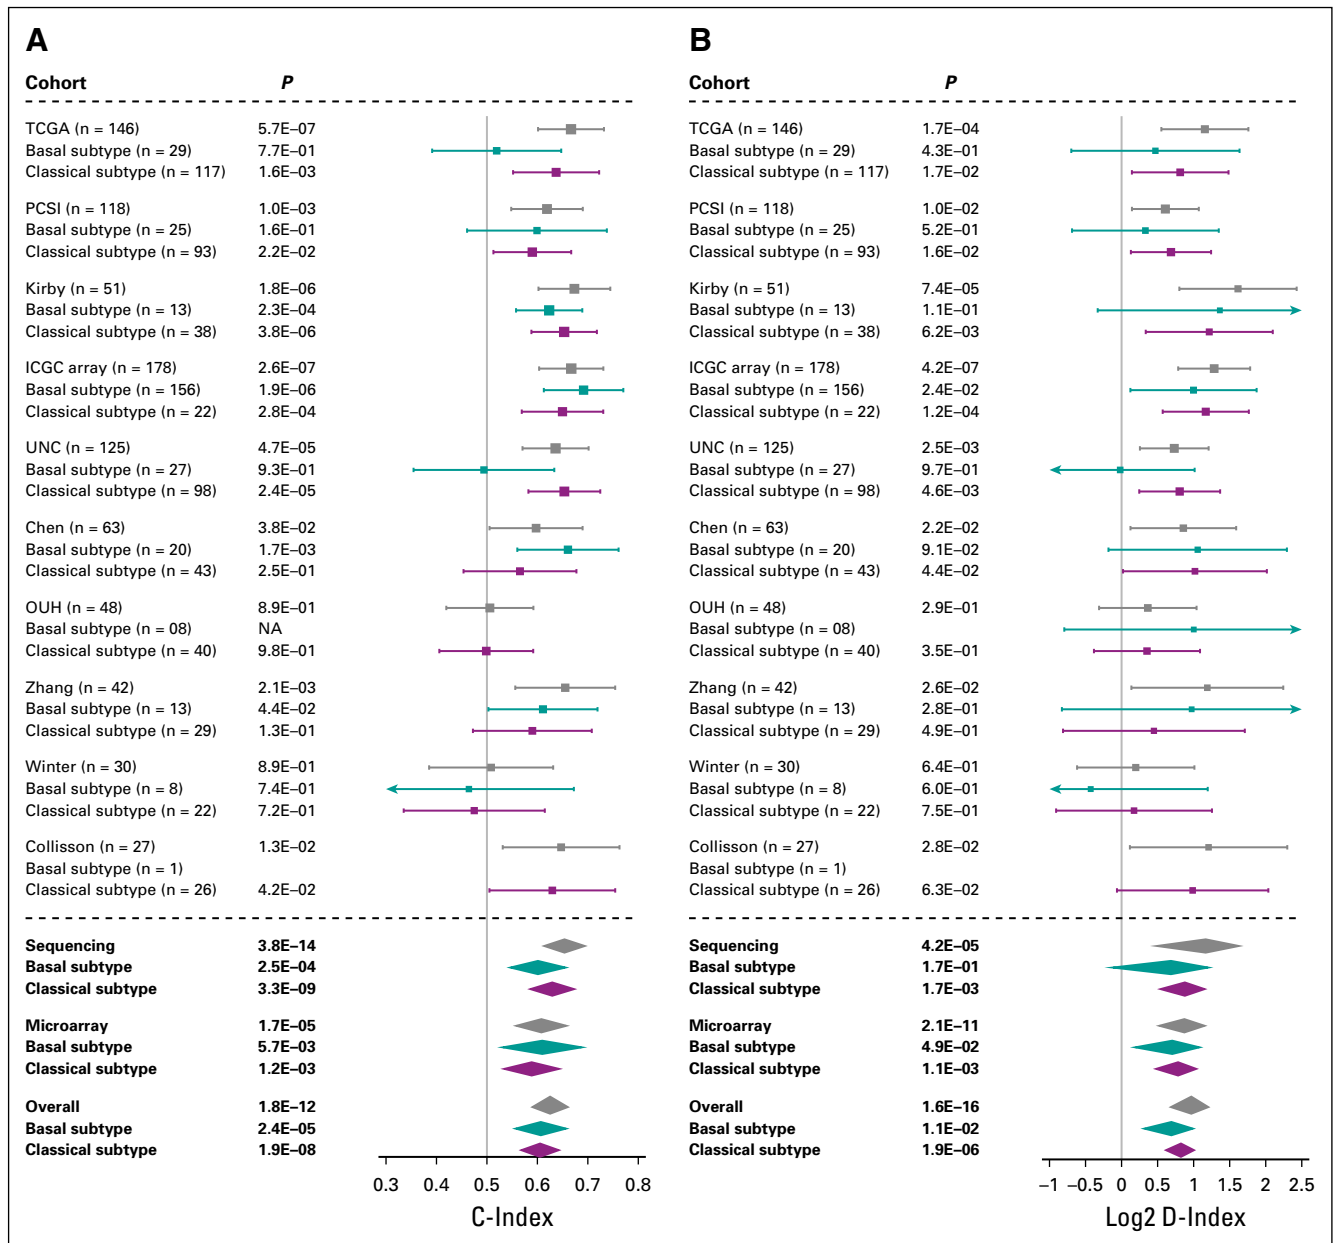 A
Cohort P
TCGA (n = 146) 5.7E–07
Basal subtype (n = 29) 7.7E–01
Classical subtype (n = 117) 1.6E–03
PCSI (n = 118) 1.0E–03
Basal subtype (n = 25) 1.6E–01
Classical subtype (n = 93) 2.2E–02
Kirby (n = 51) 1.8E–06
Basal subtype (n = 13) 2.3E–04
Classical subtype (n = 38) 3.8E–06
ICGC array (n = 178) 2.6E–07
Basal subtype (n = 156) 1.9E–06
Classical subtype (n = 22) 2.8E–04
UNC (n = 125) 4.7E–05
Basal subtype (n = 27) 9.3E–01
Classical subtype (n = 98) 2.4E–05
Chen (n = 63) 3.8E–02
Basal subtype (n = 20) 1.7E–03
Classical subtype (n = 43) 2.5E–01
OUH (n = 48) 8.9E–01
Basal subtype (n = 08) NA
Classical subtype (n = 40) 9.8E–01
Zhang (n = 42) 2.1E–03
Basal subtype (n = 13) 4.4E–02
Classical subtype (n = 29) 1.3E–01
Winter (n = 30) 8.9E–01
Basal subtype (n = 8) 7.4E–01
Classical subtype (n = 22) 7.2E–01
Collisson (n = 27) 1.3E–02
Basal subtype (n = 1)
Classical subtype (n = 26) 4.2E–02
Sequencing 3.8E–14
Basal subtype 2.5E–04
Classical subtype 3.3E–09
Microarray 1.7E–05
Basal subtype 5.7E–03
Classical subtype 1.2E–03
Overall 1.8E–12
Basal subtype 2.4E–05
Classical subtype 1.9E–08
0.3 0.4 0.5 0.6 0.7 0.8
C-Index
B
Cohort P
TCGA (n = 146) 1.7E–04
Basal subtype (n = 29) 4.3E–01
Classical subtype (n = 117) 1.7E–02
PCSI (n = 118) 1.0E–02
Basal subtype (n = 25) 5.2E–01
Classical subtype (n = 93) 1.6E–02
Kirby (n = 51) 7.4E–05
Basal subtype (n = 13) 1.1E–01
Classical subtype (n = 38) 6.2E–03
ICGC array (n = 178) 4.2E–07
Basal subtype (n = 156) 2.4E–02
Classical subtype (n = 22) 1.2E–04
UNC (n = 125) 2.5E–03
Basal subtype (n = 27) 9.7E–01
Classical subtype (n = 98) 4.6E–03
Chen (n = 63) 2.2E–02
Basal subtype (n = 20) 9.1E–02
Classical subtype (n = 43) 4.4E–02
OUH (n = 48) 2.9E–01
Basal subtype (n = 08)
Classical subtype (n = 40) 3.5E–01
Zhang (n = 42) 2.6E–02
Basal subtype (n = 13) 2.8E–01
Classical subtype (n = 29) 4.9E–01
Winter (n = 30) 6.4E–01
Basal subtype (n = 8) 6.0E–01
Classical subtype (n = 22) 7.5E–01
Collisson (n = 27) 2.8E–02
Basal subtype (n = 1)
Classical subtype (n = 26) 6.3E–02
Sequencing 4.2E–05
Basal subtype 1.7E–01
Classical subtype 1.7E–03
Microarray 2.1E–11
Basal subtype 4.9E–02
Classical subtype 1.1E–03
Overall 1.6E–16
Basal subtype 1.1E–02
Classical subtype 1.9E–06
–1 –0.5 0 0.5 1 1.5 2 2.5
Log2 D-Index